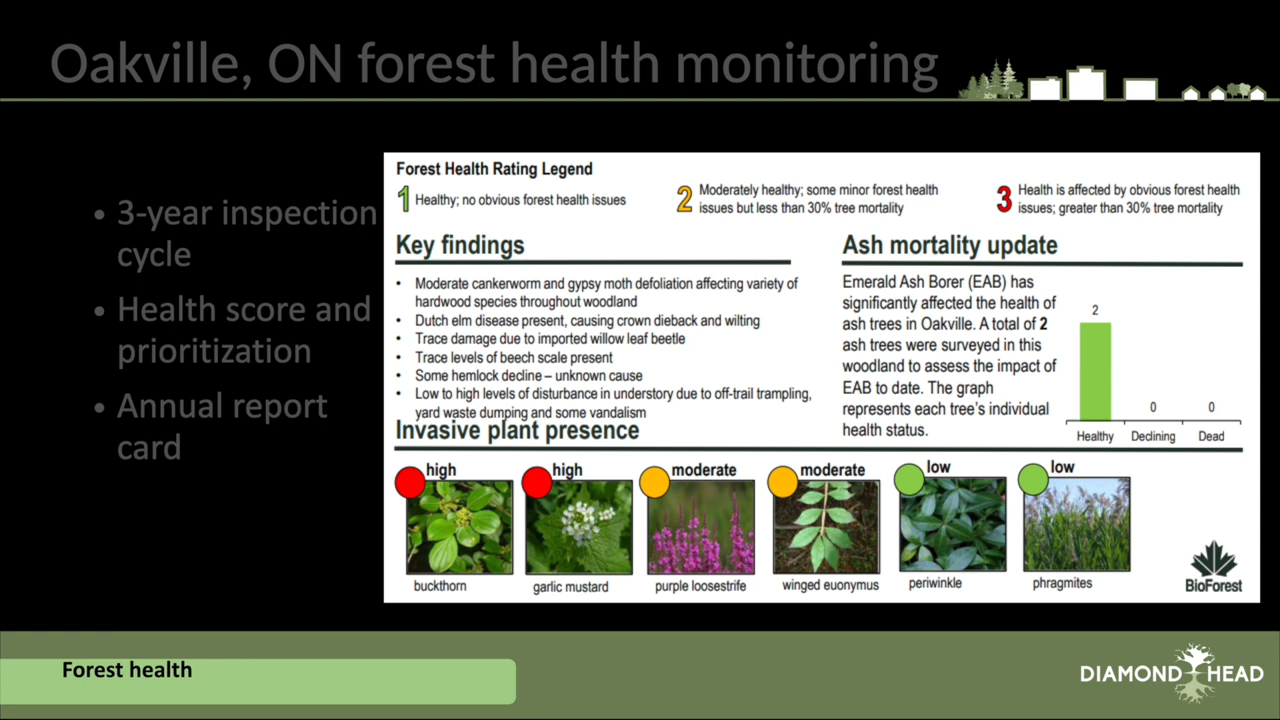 Oakville, ON forest health monitoring
• 3-year inspection
cycle
• Health score and
prioritization
• Annual report
card
Forest Health Rating Legend
1 Healthy; no obvious forest health issues
2 Moderately healthy; some minor forest health
issues but less than 30% tree mortality
3 Health is affected by obvious forest health
issues; greater than 30% tree mortality
Key findings
• Moderate cankerworm and gypsy moth defoliation affecting variety of
hardwood species throughout woodland
• Dutch elm disease present, causing crown dieback and wilting
• Trace damage due to imported willow leaf beetle
• Trace levels of beech scale present
• Some hemlock decline – unknown cause
• Low to high levels of disturbance in understory due to off-trail trampling,
yard waste dumping and some vandalism
Ash mortality update
Emerald Ash Borer (EAB) has
significantly affected the health of
ash trees in Oakville. A total of 2
ash trees were surveyed in this
woodland to assess the impact of
EAB to date. The graph
represents each tree's individual
health status.
2
0
0
Healthy
Declining
Dead
Invasive plant presence
high
high
moderate
moderate
low
low
buckthorn
garlic mustard
purple loosestrife
winged euonymus
periwinkle
phragmites
BioForest
Forest health
DIAMOND HEAD